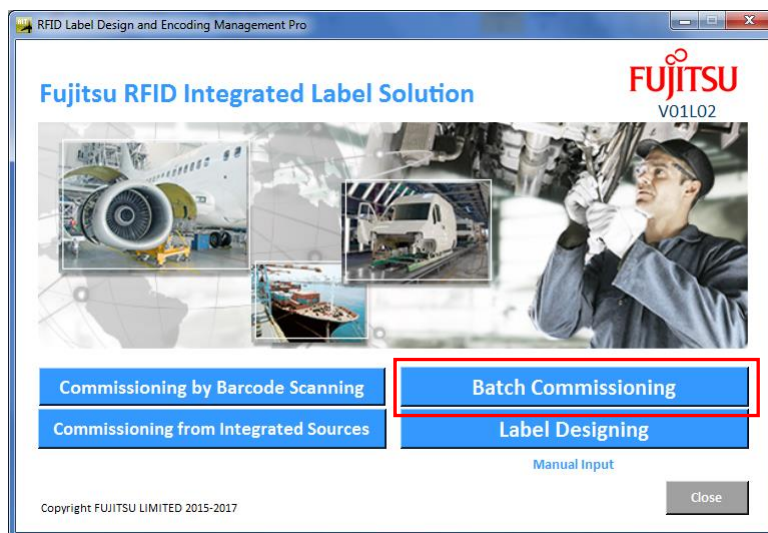 RFID Label Design and Encoding Management Pro
Fujitsu RFID Integrated Label Solution
FUJITSU
V01L02
Commissioning by Barcode Scanning
Batch Commissioning
Commissioning from Integrated Sources
Label Designing
Manual Input
Close
Copyright FUJITSU LIMITED 2015-2017